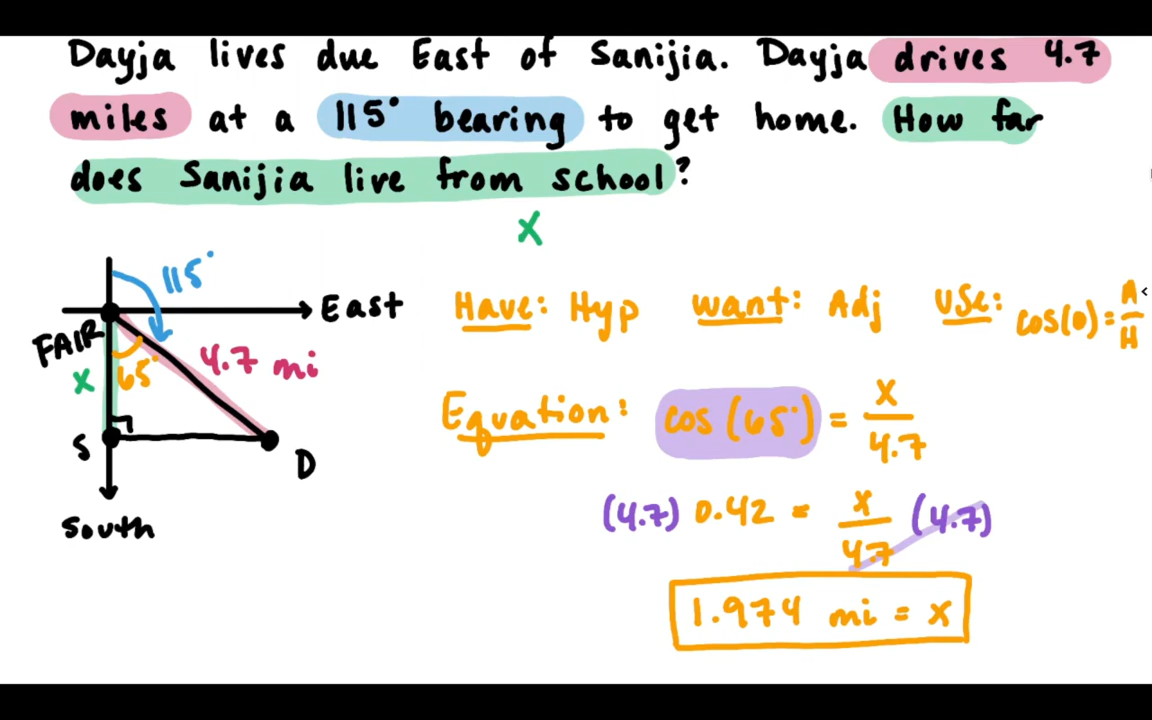 Dayja lives due East of Sanijia. Dayja drives 4.7
miles at a 115° bearing to get home. How far
does Sanijia live from school?
x
115°
East
FAIR
x
65°
4.7 mi
S
D
South
Have: Hyp want: Adj Use: cos(θ) = A/H
Equation: cos (65°) = x/4.7
(4.7) 0.42 = x/4.7 (4.7)
1.974 mi = x